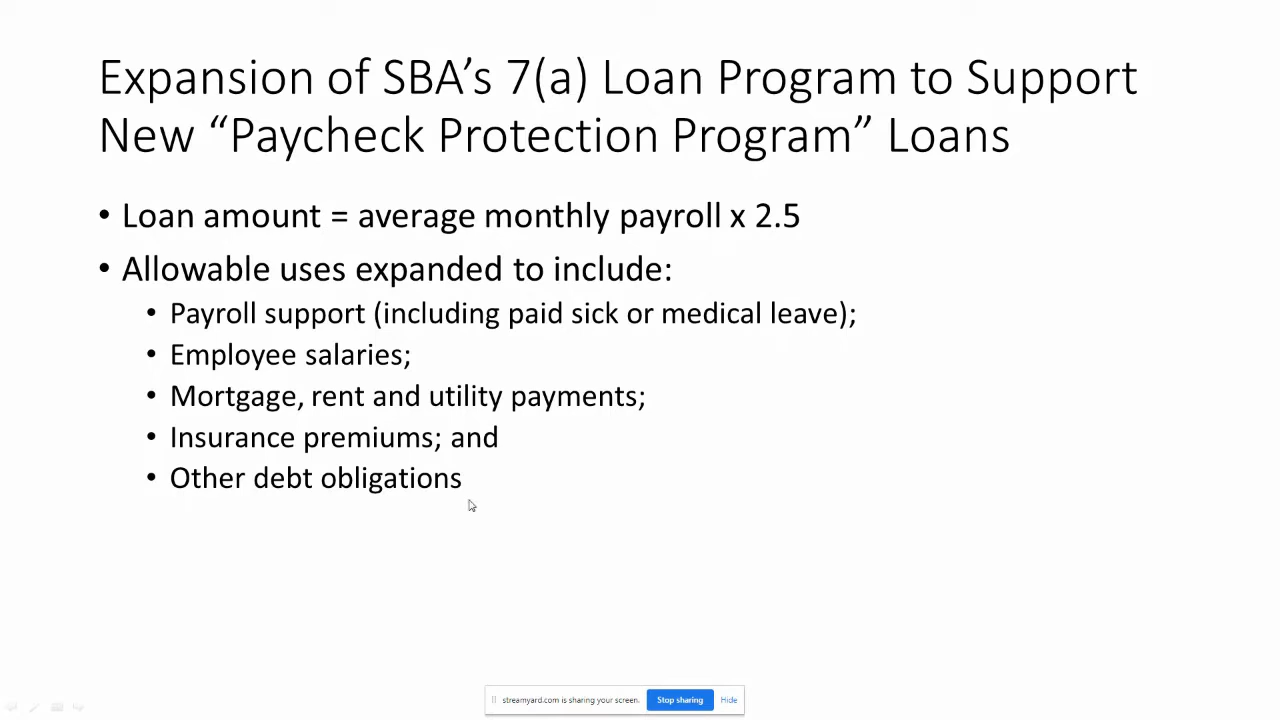 Expansion of SBA’s 7(a) Loan Program to Support
New “Paycheck Protection Program” Loans
• Loan amount = average monthly payroll x 2.5
• Allowable uses expanded to include:
• Payroll support (including paid sick or medical leave);
• Employee salaries;
• Mortgage, rent and utility payments;
• Insurance premiums; and
• Other debt obligations
streamyard.com is sharing your screen. Stop sharing Hide